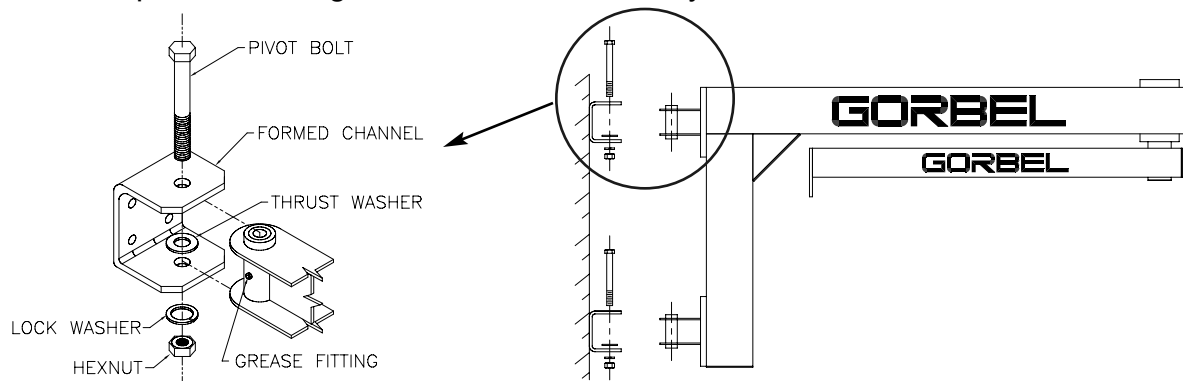 PIVOT BOLT
FORMED CHANNEL
THRUST WASHER
LOCK WASHER
HEXNUT
GREASE FITTING
GORBEL
GORBEL